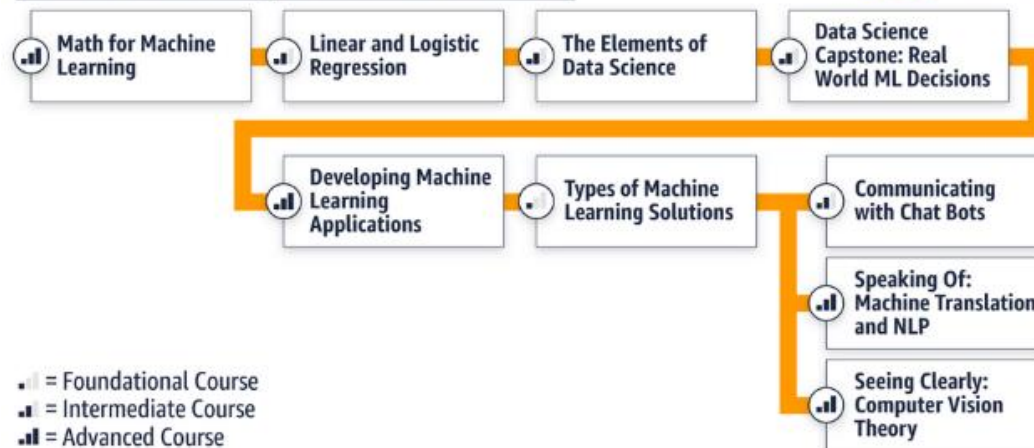 Math for Machine
Learning
Linear and Logistic
Regression
The Elements of
Data Science
Data Science
Capstone: Real
World ML Decisions
Developing Machine
Learning
Applications
Types of Machine
Learning Solutions
Communicating
with Chat Bots
Speaking Of:
Machine Translation
and NLP
Seeing Clearly:
Computer Vision
Theory
= Foundational Course
= Intermediate Course
= Advanced Course